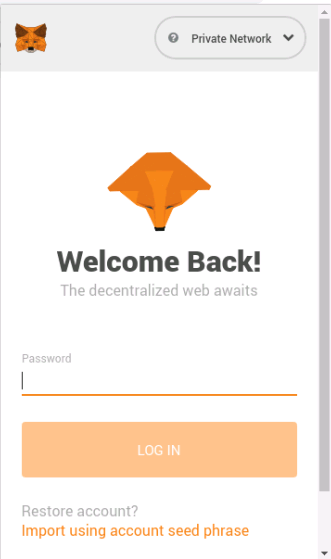 Private Network
Welcome Back!
The decentralized web awaits
Password
LOG IN
Restore account?
Import using account seed phrase